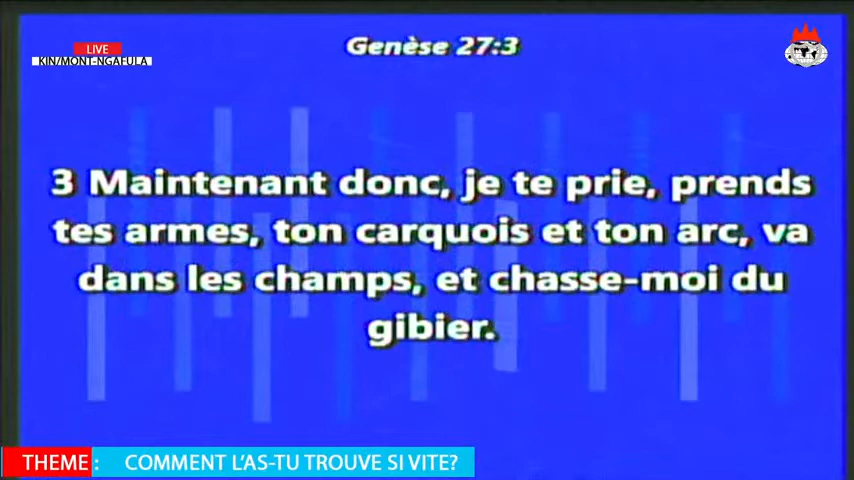 LIVE
KIN/MONT-NGAFULA
Genèse 27:3
3 Maintenant donc, je te prie, prends
tes armes, ton carquois et ton arc, va
dans les champs, et chasse-moi du
gibier.
THEME : COMMENT L'AS-TU TROUVE SI VITE?